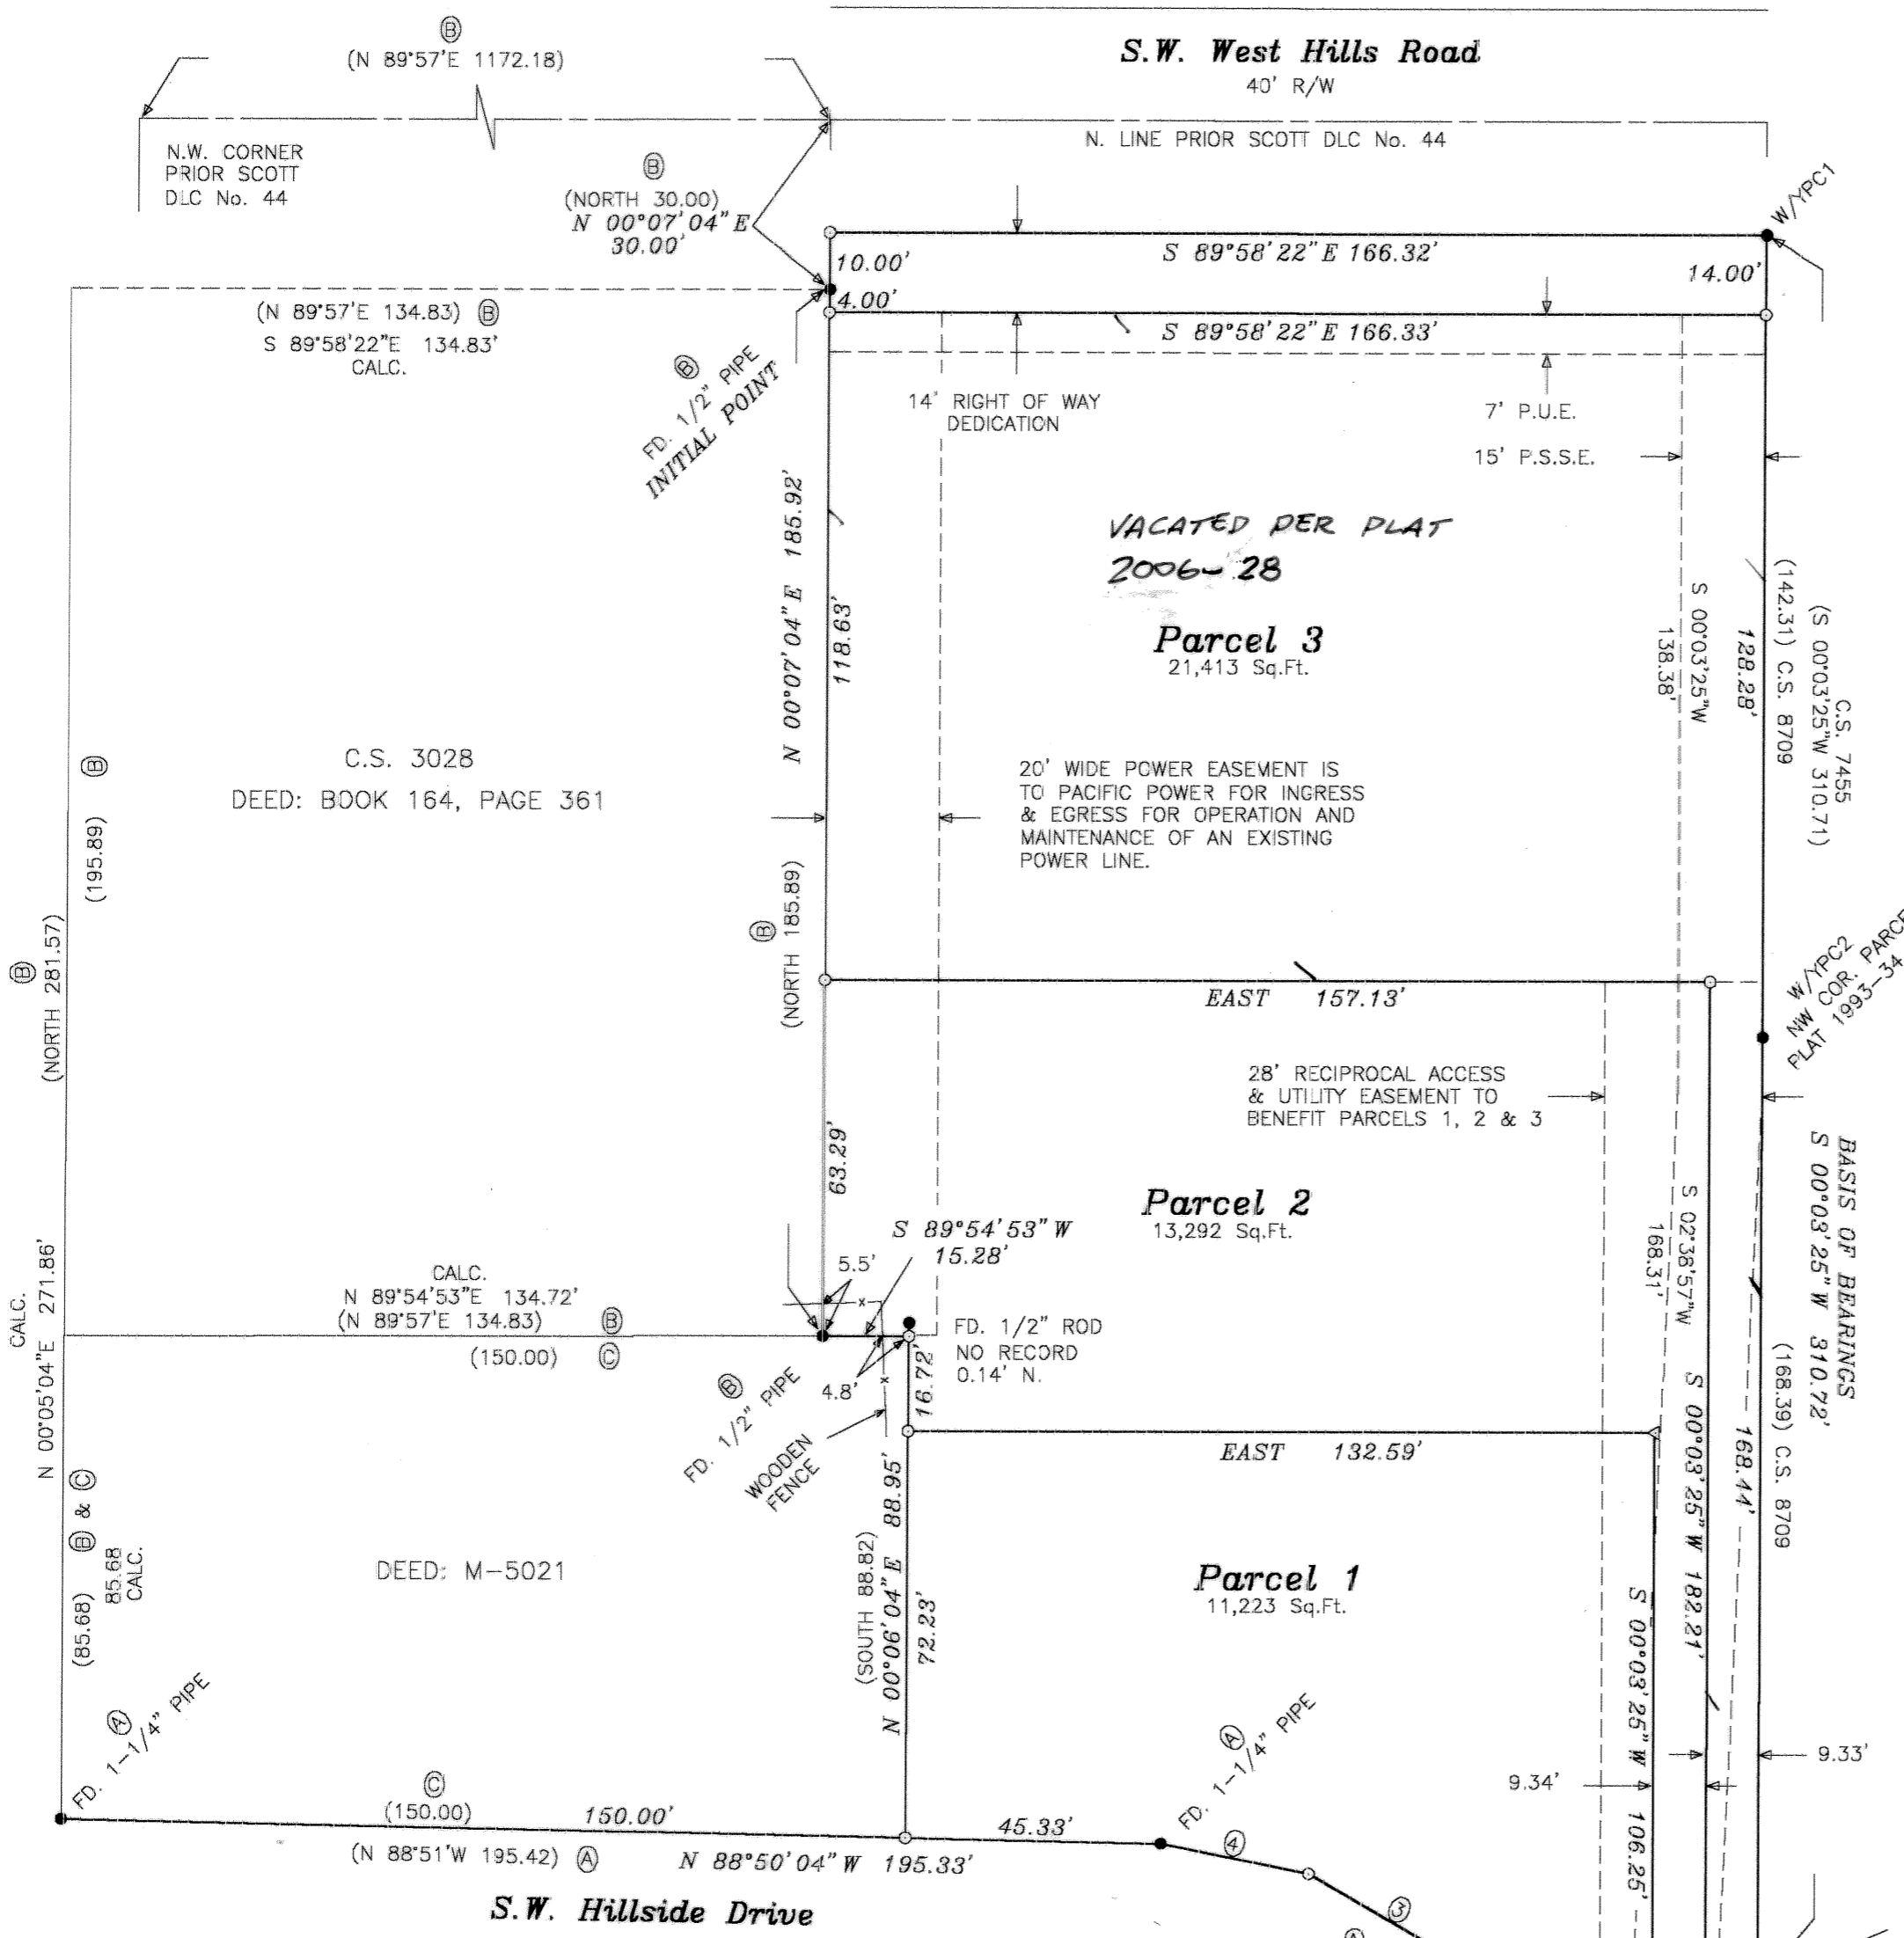 Ⓑ
(N 89°57'E 1172.18)
S.W. West Hills Road
40' R/W
N. LINE PRIOR SCOTT DLC No. 44
N.W. CORNER
PRIOR SCOTT
DLC No. 44
Ⓑ
(NORTH 30.00)
N 00°07'04"E
30.00'
W/YPC1
S 89°58'22"E 166.32'
10.00'
14.00'
4.00'
(N 89°57'E 134.83) Ⓑ
S 89°58'22"E 134.83'
CALC.
S 89°58'22"E 166.33'
Ⓑ
FD. 1/2" PIPE
INITIAL POINT
14' RIGHT OF WAY
DEDICATION
7' P.U.E.
15' P.S.S.E.
N 00°07'04"E 185.92'
118.63'
VACATED PER PLAT
2006-28
Parcel 3
21,413 Sq.Ft.
S 00°03'25"W
138.38'
128.28'
(142.31) C.S. 8709
C.S. 7455
(S 00°03'25"W 310.71)
C.S. 3028
DEED: BOOK 164, PAGE 361
20' WIDE POWER EASEMENT IS
TO PACIFIC POWER FOR INGRESS
& EGRESS FOR OPERATION AND
MAINTENANCE OF AN EXISTING
POWER LINE.
(195.89) Ⓑ
(NORTH 281.57) Ⓑ
(NORTH 185.89) Ⓑ
EAST 157.13'
W/YPC2
NW COR. PARCE
PLAT 1993-34
28' RECIPROCAL ACCESS
& UTILITY EASEMENT TO
BENEFIT PARCELS 1, 2 & 3
63.29'
Parcel 2
13,292 Sq.Ft.
S 89°54'53"W
15.28'
5.5'
S 02°38'57"W
168.31'
BASIS OF BEARINGS
S 00°03'25"W 310.72'
CALC.
N 00°05'04"E 271.86'
CALC.
N 89°54'53"E 134.72'
(N 89°57'E 134.83) Ⓑ
(150.00) Ⓒ
FD. 1/2" ROD
NO RECORD
0.14' N.
4.8'
16.72'
Ⓑ
FD. 1/2" PIPE
WOODEN
FENCE
EAST 132.59'
S 00°03'25"W 182.21'
168.44'
(168.39) C.S. 8709
(85.68) Ⓑ & Ⓒ
85.68
CALC.
DEED: M-5021
(SOUTH 88.82)
N 00°06'04"E 88.95'
72.23'
Parcel 1
11,223 Sq.Ft.
S 00°03'25"W 106.25'
Ⓐ
FD. 1-1/4" PIPE
Ⓐ
FD. 1-1/4" PIPE
9.33'
9.34'
Ⓒ
(150.00) 150.00'
45.33'
④
(N 88°51'W 195.42) Ⓐ N 88°50'04"W 195.33'
③
S.W. Hillside Drive